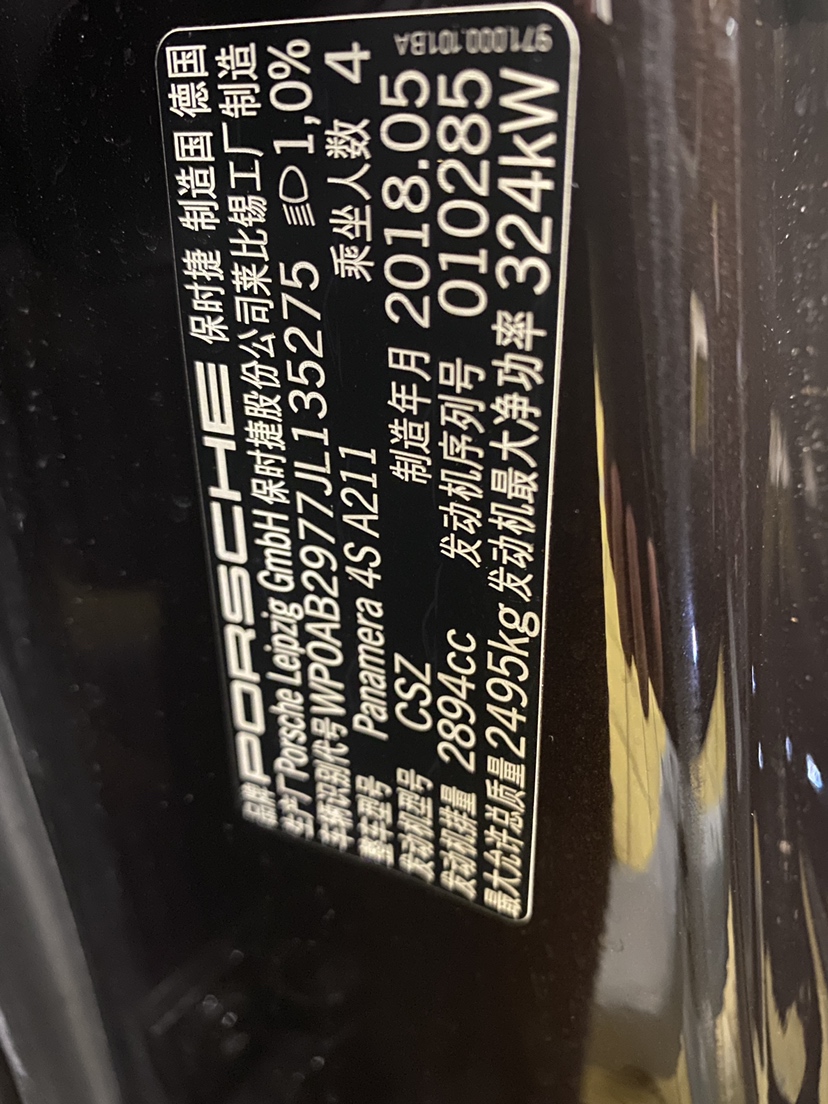 品牌 PORSCHE 保时捷 制造国 德国
生产厂 Porsche Leipzig GmbH 保时捷股份公司莱比锡工厂制造
车辆识别代号 WP0AB2977JL135275 1,0%
整车型号 Panamera 4S A211 乘坐人数 4
发动机型号 CSZ 制造年月 2018.05
发动机排量 2894cc 发动机序列号 010285
最大允许总质量 2495kg 发动机最大净功率 324kW
971.000.101BA